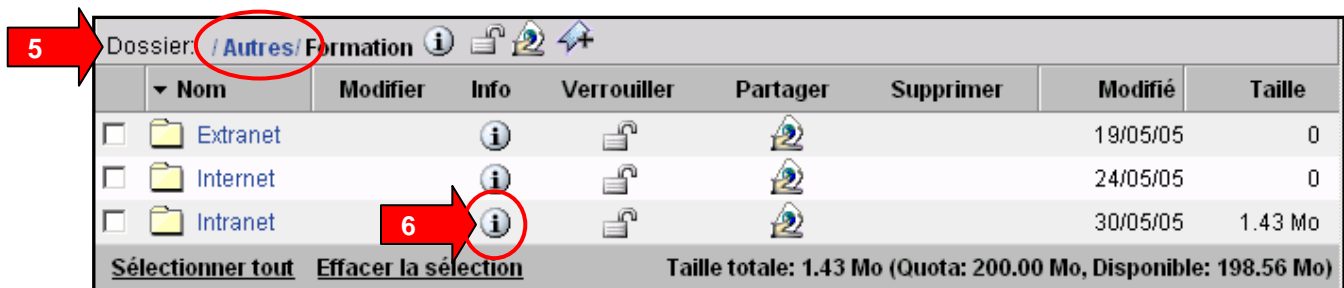 5 Dossier: /Autres/Formation
Nom Modifier Info Verrouiller Partager Supprimer Modifié Taille
Extranet 19/05/05 0
Internet 24/05/05 0
Intranet 6 30/05/05 1.43 Mo
Sélectionner tout Effacer la sélection Taille totale: 1.43 Mo (Quota: 200.00 Mo, Disponible: 198.56 Mo)